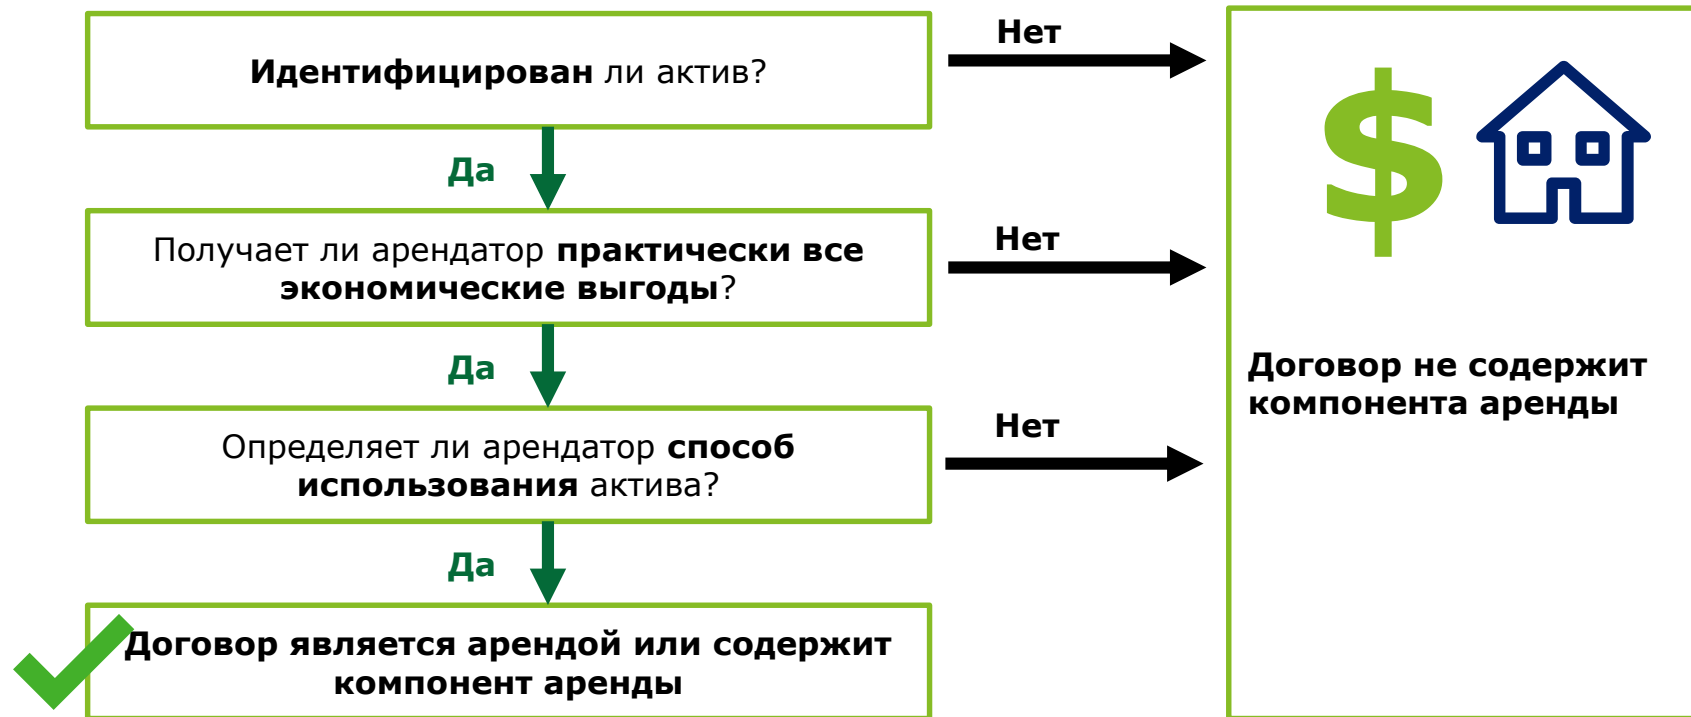 Идентифицирован ли актив?
Нет
Да
Получает ли арендатор практически все
экономические выгоды?
Нет
Да
Определяет ли арендатор способ
использования актива?
Нет
Да
Договор является арендой или содержит
компонент аренды
$
Договор не содержит
компонента аренды